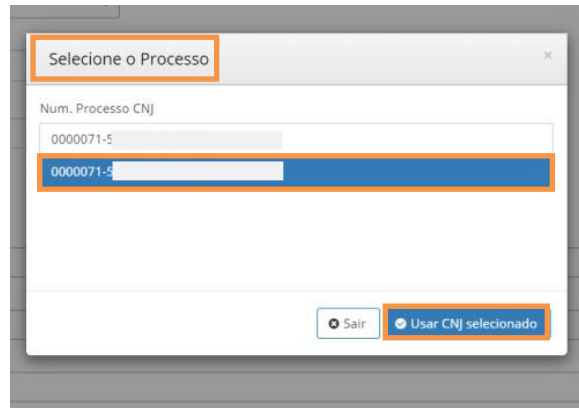 Selecione o Processo ×
Num. Processo CNJ
0000071-5
0000071-5
Sair Usar CNJ selecionado